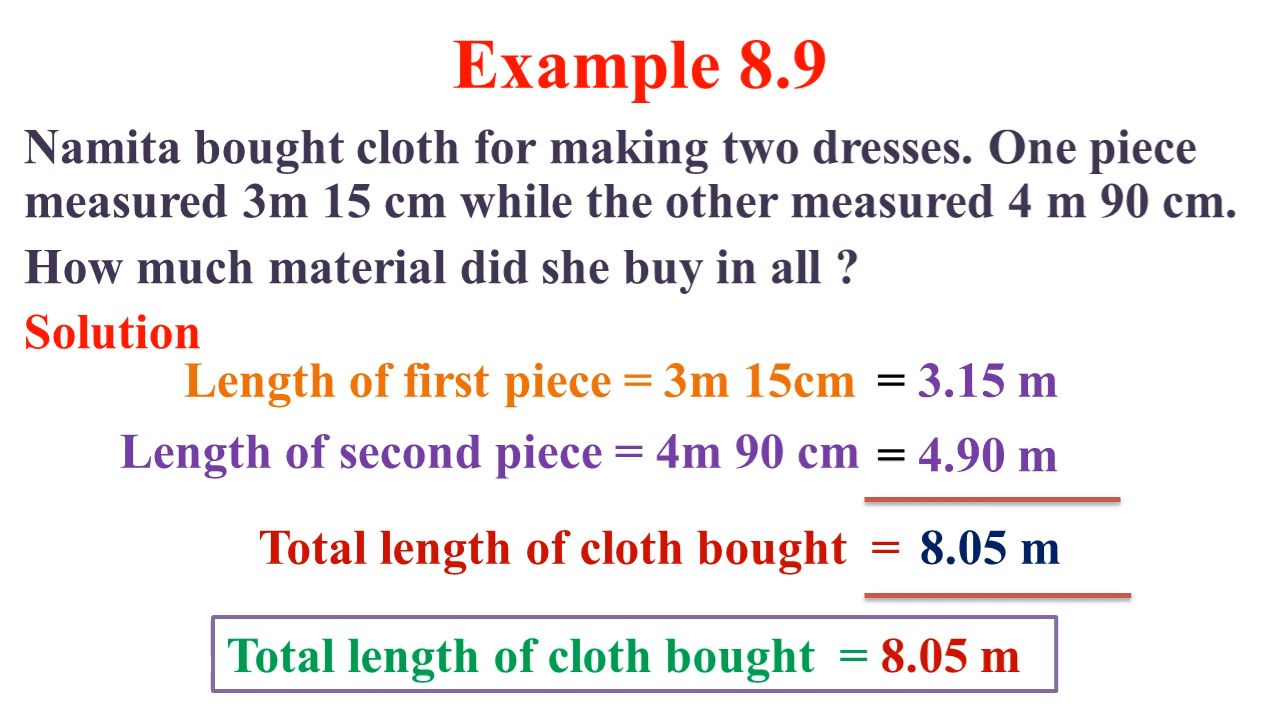 Example 8.9
Namita bought cloth for making two dresses. One piece
measured 3m 15 cm while the other measured 4 m 90 cm.
How much material did she buy in all ?
Solution
Length of first piece = 3m 15cm = 3.15 m
Length of second piece = 4m 90 cm = 4.90 m
Total length of cloth bought = 8.05 m
Total length of cloth bought = 8.05 m